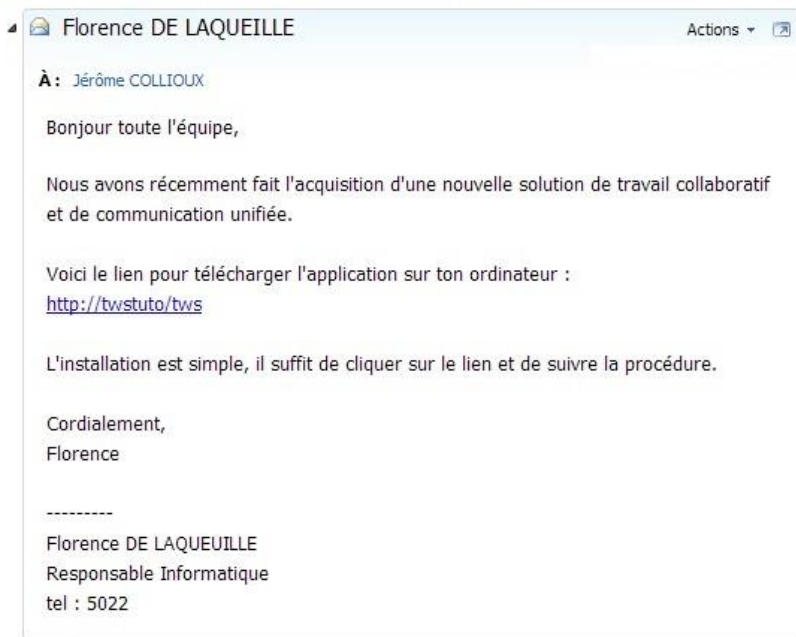 Florence DE LAQUEILLE
Actions
À : Jérôme COLLIOUX
Bonjour toute l'équipe,
Nous avons récemment fait l'acquisition d'une nouvelle solution de travail collaboratif
et de communication unifiée.
Voici le lien pour télécharger l'application sur ton ordinateur :
http://twstuto/tws
L'installation est simple, il suffit de cliquer sur le lien et de suivre la procédure.
Cordialement,
Florence
---------
Florence DE LAQUEUILLE
Responsable Informatique
tel : 5022